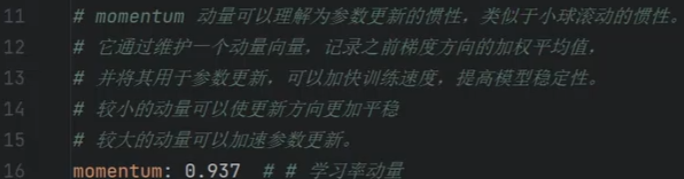 11 # momentum 动量可以理解为参数更新的惯性，类似于小球滚动的惯性。
12 # 它通过维护一个动量向量，记录之前梯度方向的加权平均值，
13 # 并将其用于参数更新，可以加快训练速度，提高模型稳定性。
14 # 较小的动量可以使更新方向更加平稳
15 # 较大的动量可以加速参数更新。
16 momentum: 0.937 # # 学习率动量